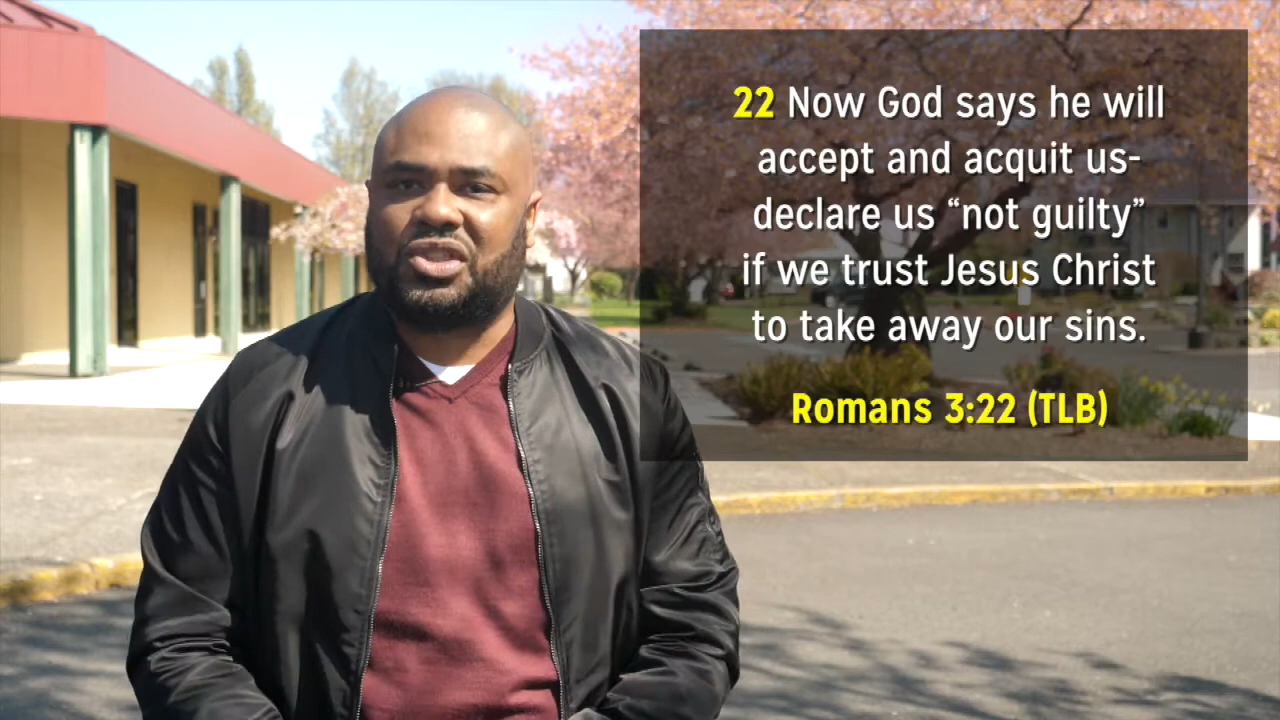 22 Now God says he will
accept and acquit us-
declare us “not guilty”
if we trust Jesus Christ
to take away our sins.
Romans 3:22 (TLB)